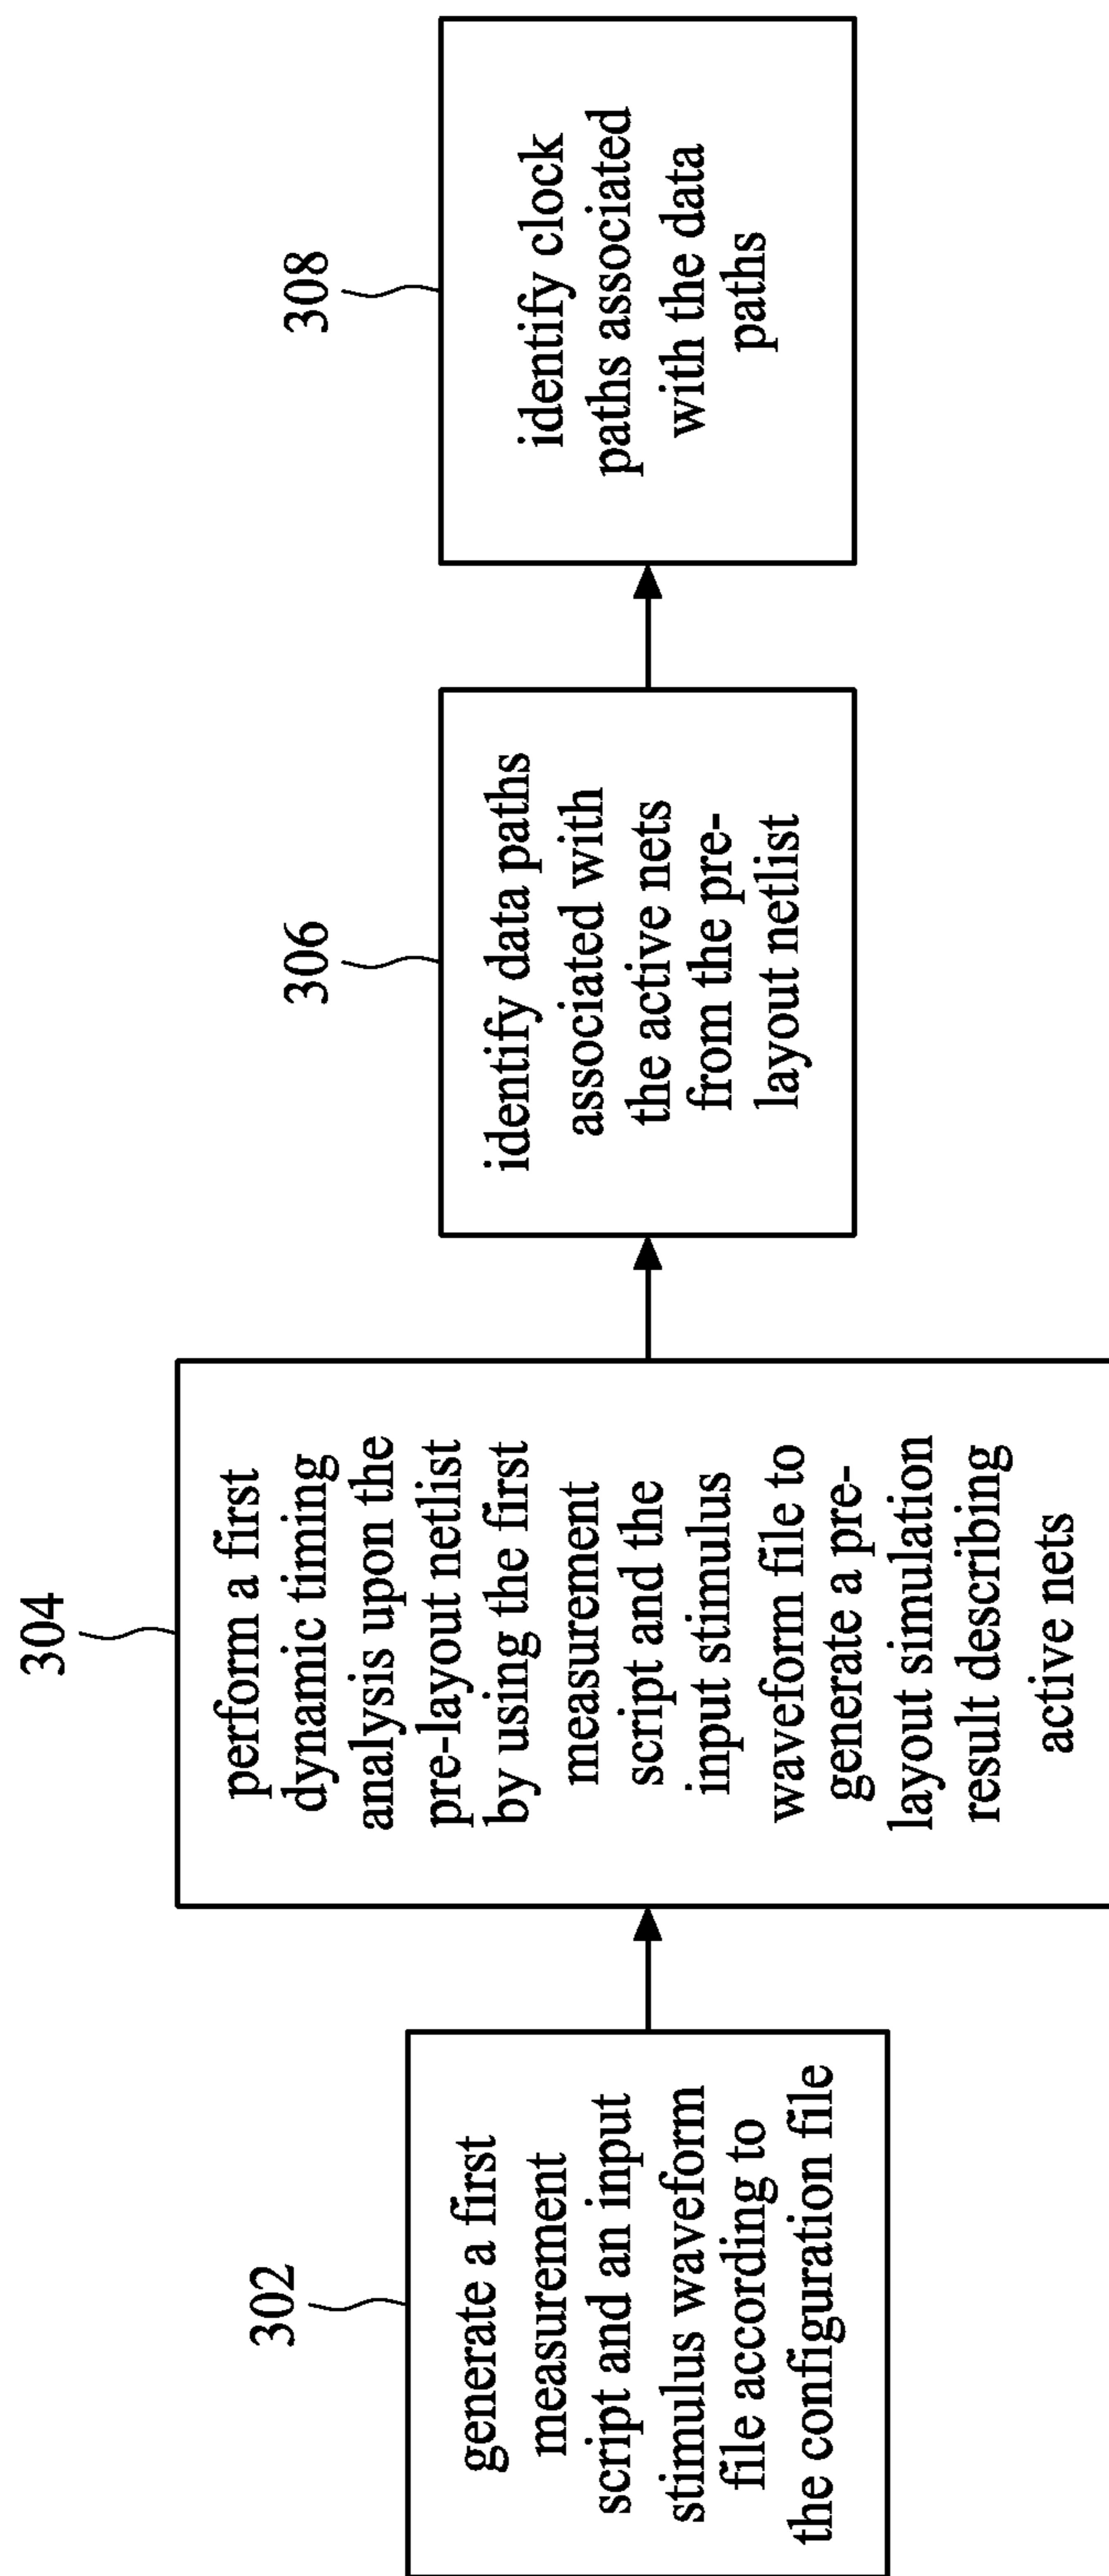 302
generate a first
measurement
script and an input
stimulus waveform
file according to
the configuration file
304
perform a first
dynamic timing
analysis upon the
pre-layout netlist
by using the first
measurement
script and the
input stimulus
waveform file to
generate a pre-
layout simulation
result describing
active nets
306
identify data paths
associated with
the active nets
from the pre-
layout netlist
308
identify clock
paths associated
with the data
paths